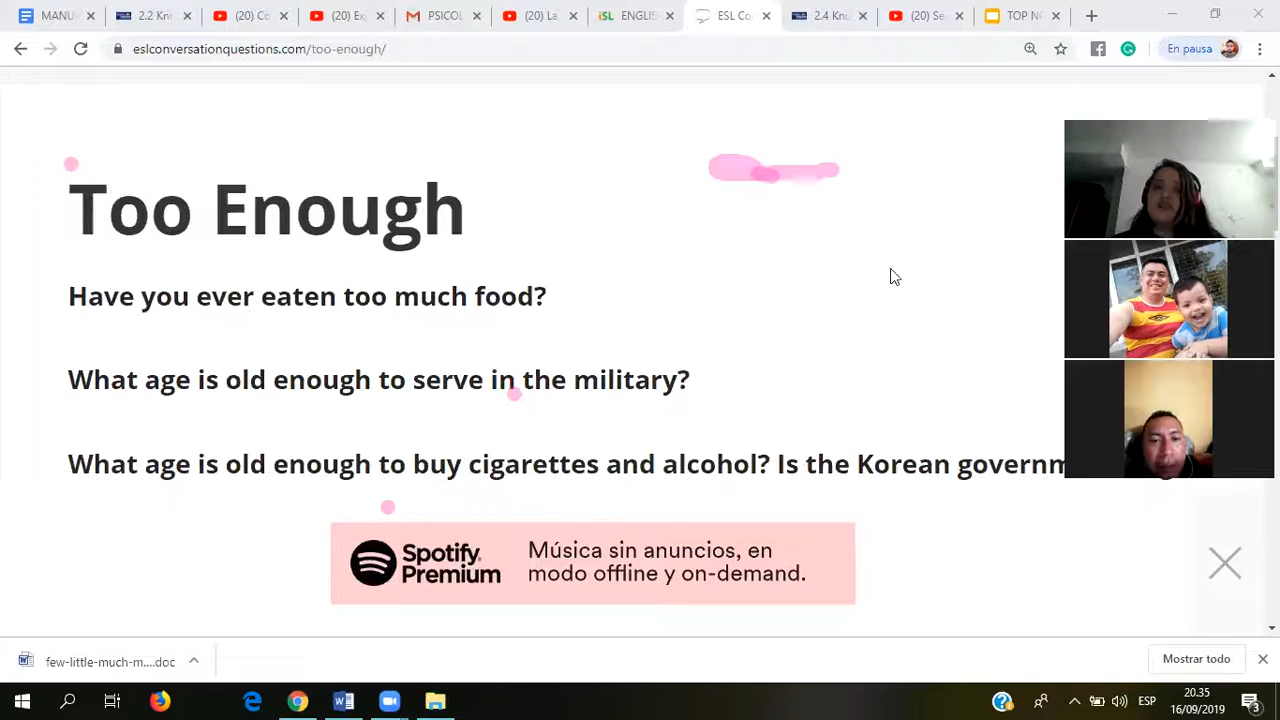 MANU
2.2 Kno
(20) Co
(20) Ex
PSICOL
(20) La
iSL ENGLIS
ESL Co
2.4 Kno
(20) Se
TOP N
eslconversationquestions.com/too-enough/
En pausa
Too Enough
Have you ever eaten too much food?
What age is old enough to serve in the military?
What age is old enough to buy cigarettes and alcohol? Is the Korean governm
Spotify Premium
Música sin anuncios, en
modo offline y on-demand.
few-little-much-m....doc
Mostrar todo
ESP
20.35
16/09/2019
3